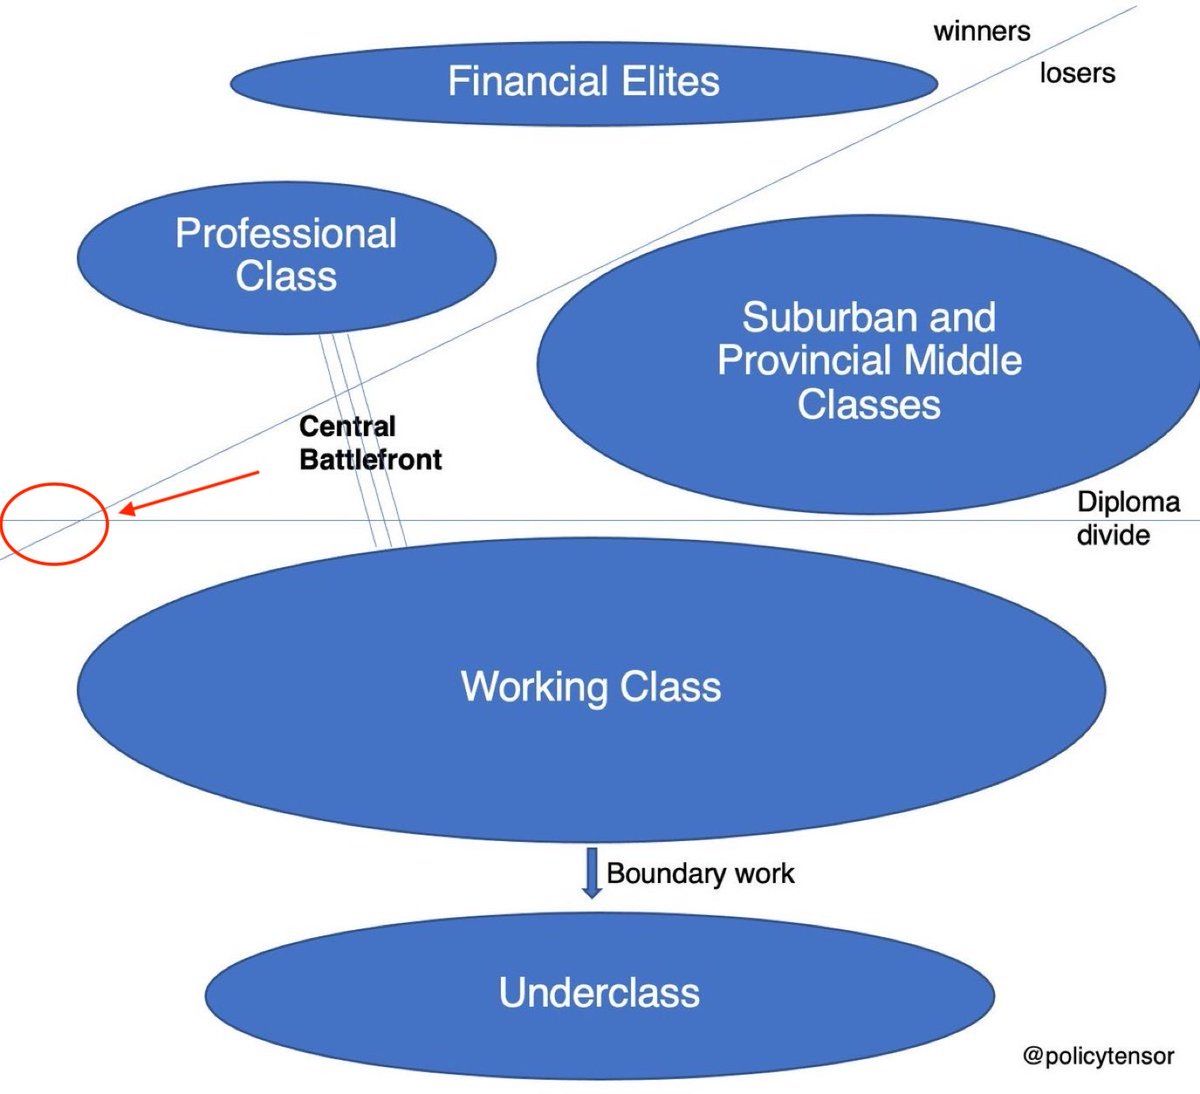 winners
losers
Financial Elites
Professional
Class
Suburban and
Provincial Middle
Classes
Central
Battlefront
Diploma
divide
Working Class
Boundary work
Underclass
@policytensor